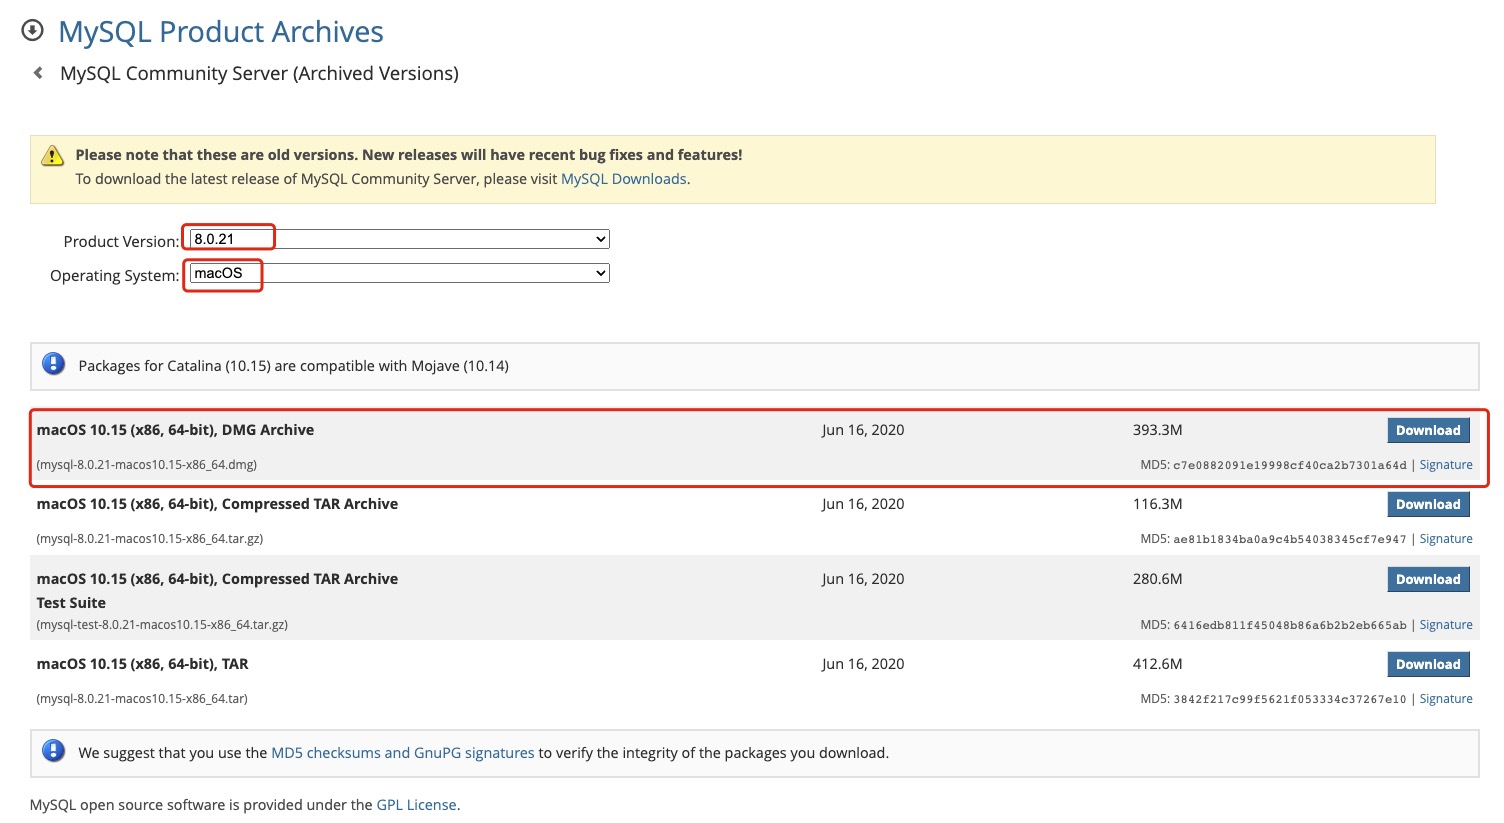 MySQL Product Archives
MySQL Community Server (Archived Versions)
Please note that these are old versions. New releases will have recent bug fixes and features!
To download the latest release of MySQL Community Server, please visit MySQL Downloads.
Product Version: 8.0.21
Operating System: macOS
Packages for Catalina (10.15) are compatible with Mojave (10.14)
macOS 10.15 (x86, 64-bit), DMG Archive Jun 16, 2020 393.3M Download
(mysql-8.0.21-macos10.15-x86_64.dmg) MD5: c7e0882091e19998cf40ca2b7301a64d | Signature
macOS 10.15 (x86, 64-bit), Compressed TAR Archive Jun 16, 2020 116.3M Download
(mysql-8.0.21-macos10.15-x86_64.tar.gz) MD5: ae81b1834ba0a9c4b54038345cf7e947 | Signature
macOS 10.15 (x86, 64-bit), Compressed TAR Archive Jun 16, 2020 280.6M Download
Test Suite
(mysql-test-8.0.21-macos10.15-x86_64.tar.gz) MD5: 6416edb811f45048b86a6b2b2eb665ab | Signature
macOS 10.15 (x86, 64-bit), TAR Jun 16, 2020 412.6M Download
(mysql-8.0.21-macos10.15-x86_64.tar) MD5: 3842f217c99f5621f053334c37267e10 | Signature
We suggest that you use the MD5 checksums and GnuPG signatures to verify the integrity of the packages you download.
MySQL open source software is provided under the GPL License.